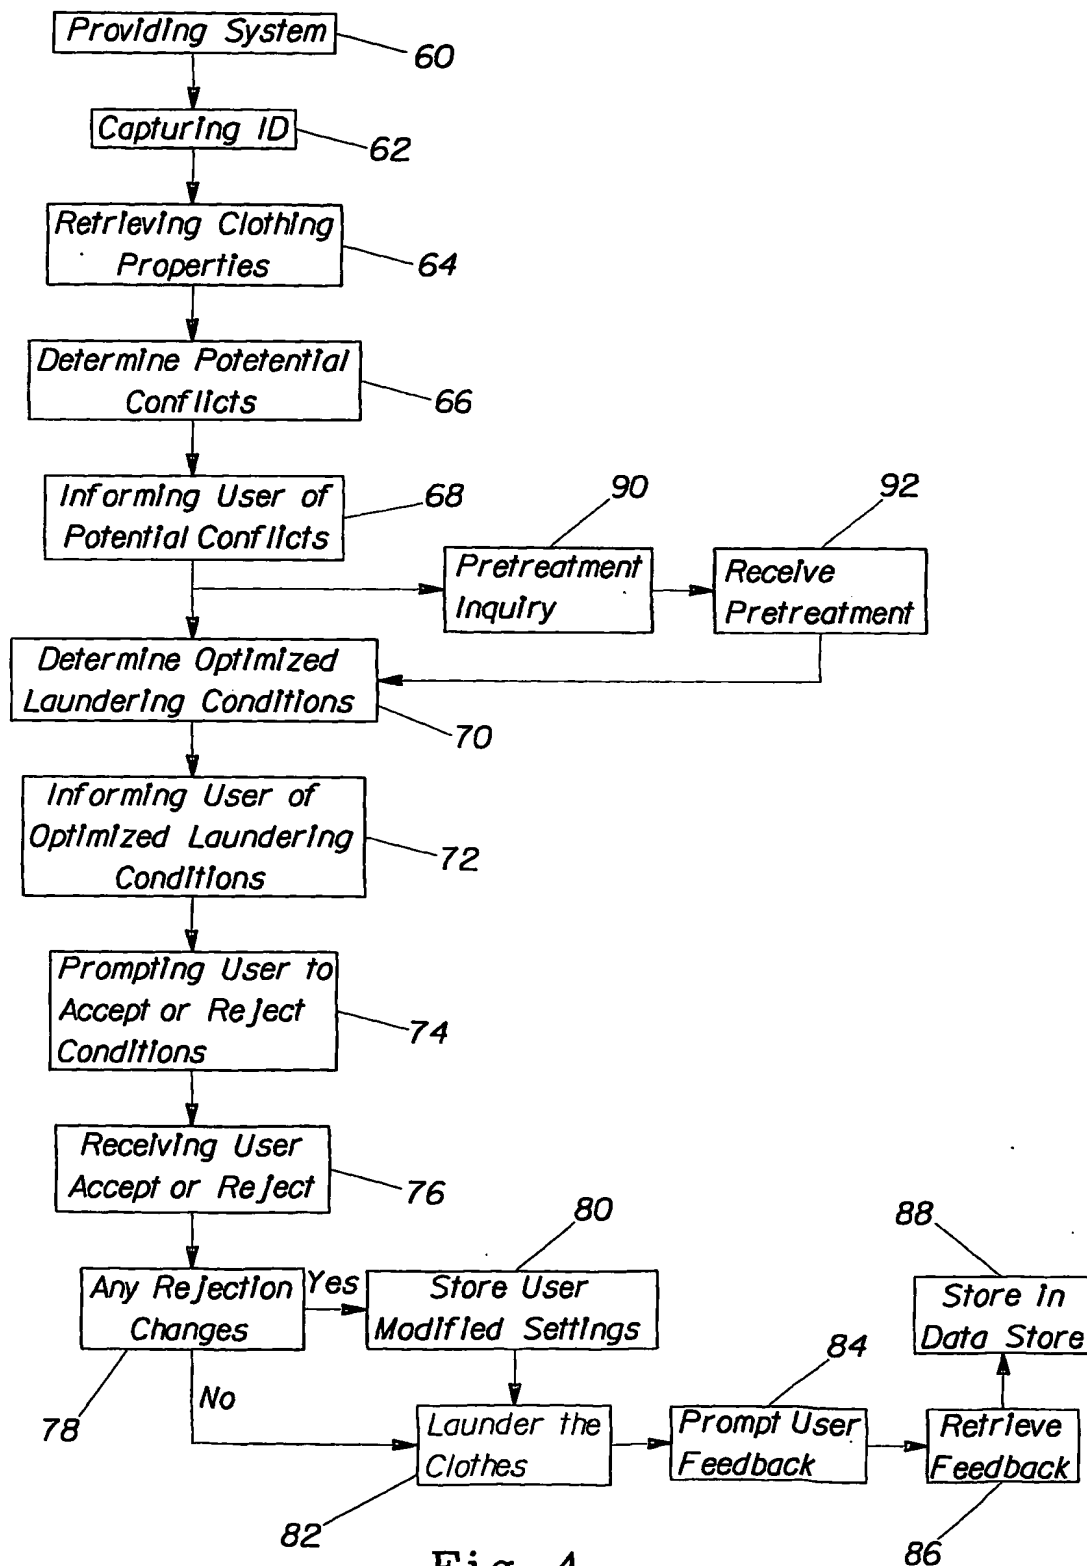 Providing System
60
Capturing ID
62
Retrieving Clothing
Properties
64
Determine Potetential
Conflicts
66
Informing User of
Potential Conflicts
68
90
Pretreatment
Inquiry
92
Receive
Pretreatment
Determine Optimized
Laundering Conditions
70
Informing User of
Optimized Laundering
Conditions
72
Prompting User to
Accept or Reject
Conditions
74
Receiving User
Accept or Reject
76
Any Rejection
Changes
78
Yes
No
80
Store User
Modified Settings
Launder the
Clothes
82
84
Prompt User
Feedback
Retrieve
Feedback
86
88
Store in
Data Store
Fig. 4